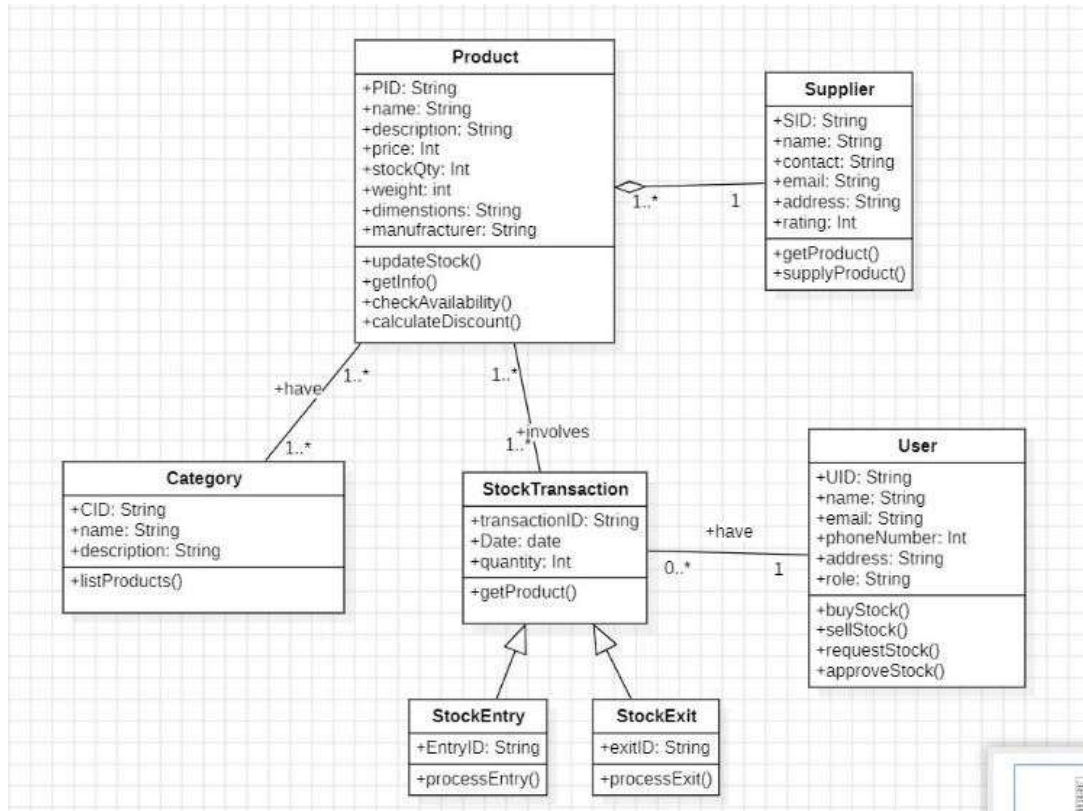 Product
+PID: String
+name: String
+description: String
+price: Int
+stockQty: Int
+weight: int
+dimenstions: String
+manufracturer: String
+updateStock()
+getInfo()
+checkAvailability()
+calculateDiscount()
Supplier
+SID: String
+name: String
+contact: String
+email: String
+address: String
+rating: Int
+getProduct()
+supplyProduct()
1..*
1
1..*
+have
1..*
1..*
+involves
1..*
Category
+CID: String
+name: String
+description: String
+listProducts()
StockTransaction
+transactionID: String
+Date: date
+quantity: Int
+getProduct()
+have
0..*
1
User
+UID: String
+name: String
+email: String
+phoneNumber: Int
+address: String
+role: String
+buyStock()
+sellStock()
+requestStock()
+approveStock()
StockEntry
+EntryID: String
+processEntry()
StockExit
+exitID: String
+processExit()